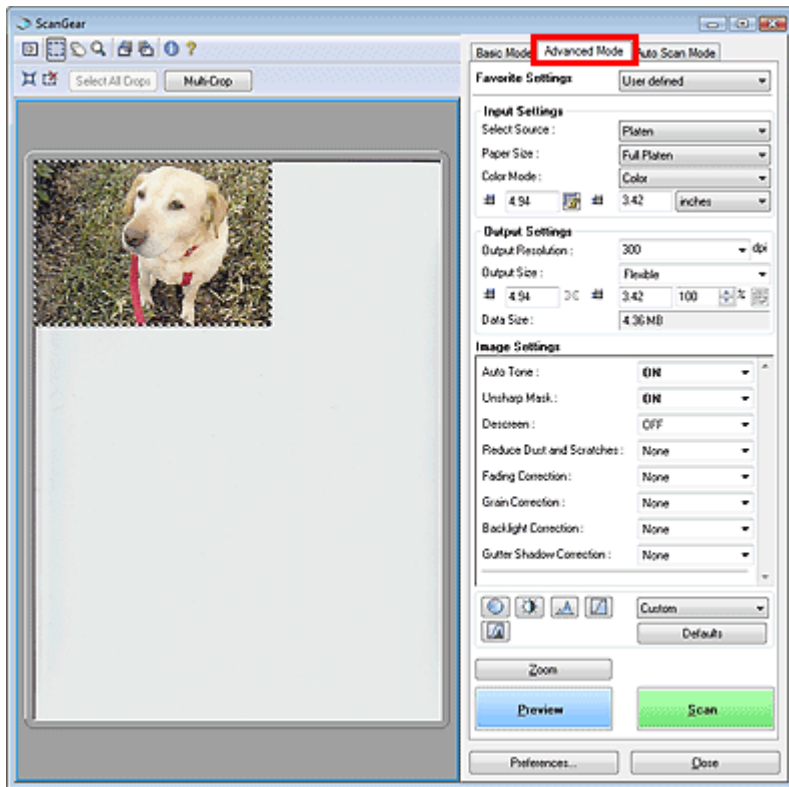 ScanGear
Select All Crops Multi-Crop
Basic Mode Advanced Mode Auto Scan Mode
Favorite Settings User defined
Input Settings
Select Source : Platen
Paper Size : Full Platen
Color Mode : Color
4.94 3.42 inches
Output Settings
Output Resolution : 300 dpi
Output Size : Flexible
4.94 3.42 100 %
Data Size : 4.36 MB
Image Settings
Auto Tone : ON
Unsharp Mask : ON
Descreen : OFF
Reduce Dust and Scratches : None
Fading Correction : None
Grain Correction : None
Backlight Correction : None
Gutter Shadow Correction : None
Custom
Defaults
Zoom
Preview Scan
Preferences... Close